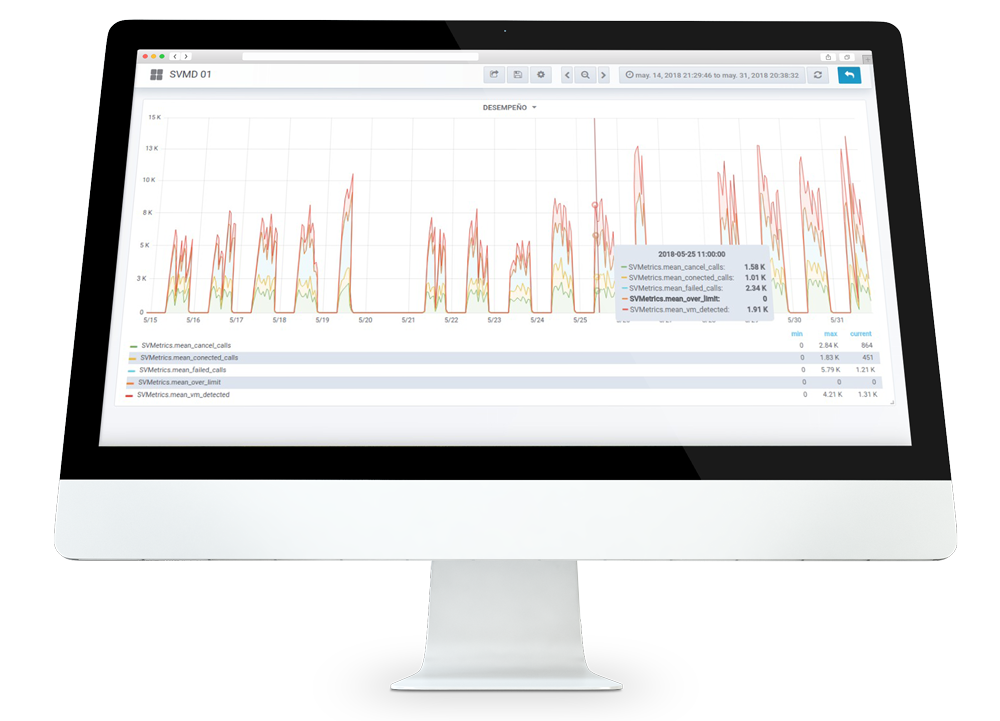 SVMD 01
may. 14, 2018 21:29:46 to may. 31, 2018 20:38:32
DESEMPEÑO
15 K
13 K
10 K
8 K
5 K
3 K
0
5/15 5/16 5/17 5/18 5/19 5/20 5/21 5/22 5/23 5/24 5/25 5/30 5/31
2018-05-25 11:00:00
SVMetrics.mean_cancel_calls: 1.58 K
SVMetrics.mean_conected_calls: 1.01 K
SVMetrics.mean_failed_calls: 2.34 K
SVMetrics.mean_over_limit: 0
SVMetrics.mean_vm_detected: 1.91 K
min max current
SVMetrics.mean_cancel_calls 0 2.84 K 864
SVMetrics.mean_conected_calls 0 1.83 K 451
SVMetrics.mean_failed_calls 0 5.79 K 1.21 K
SVMetrics.mean_over_limit 0 0 0
SVMetrics.mean_vm_detected 0 4.21 K 1.31 K